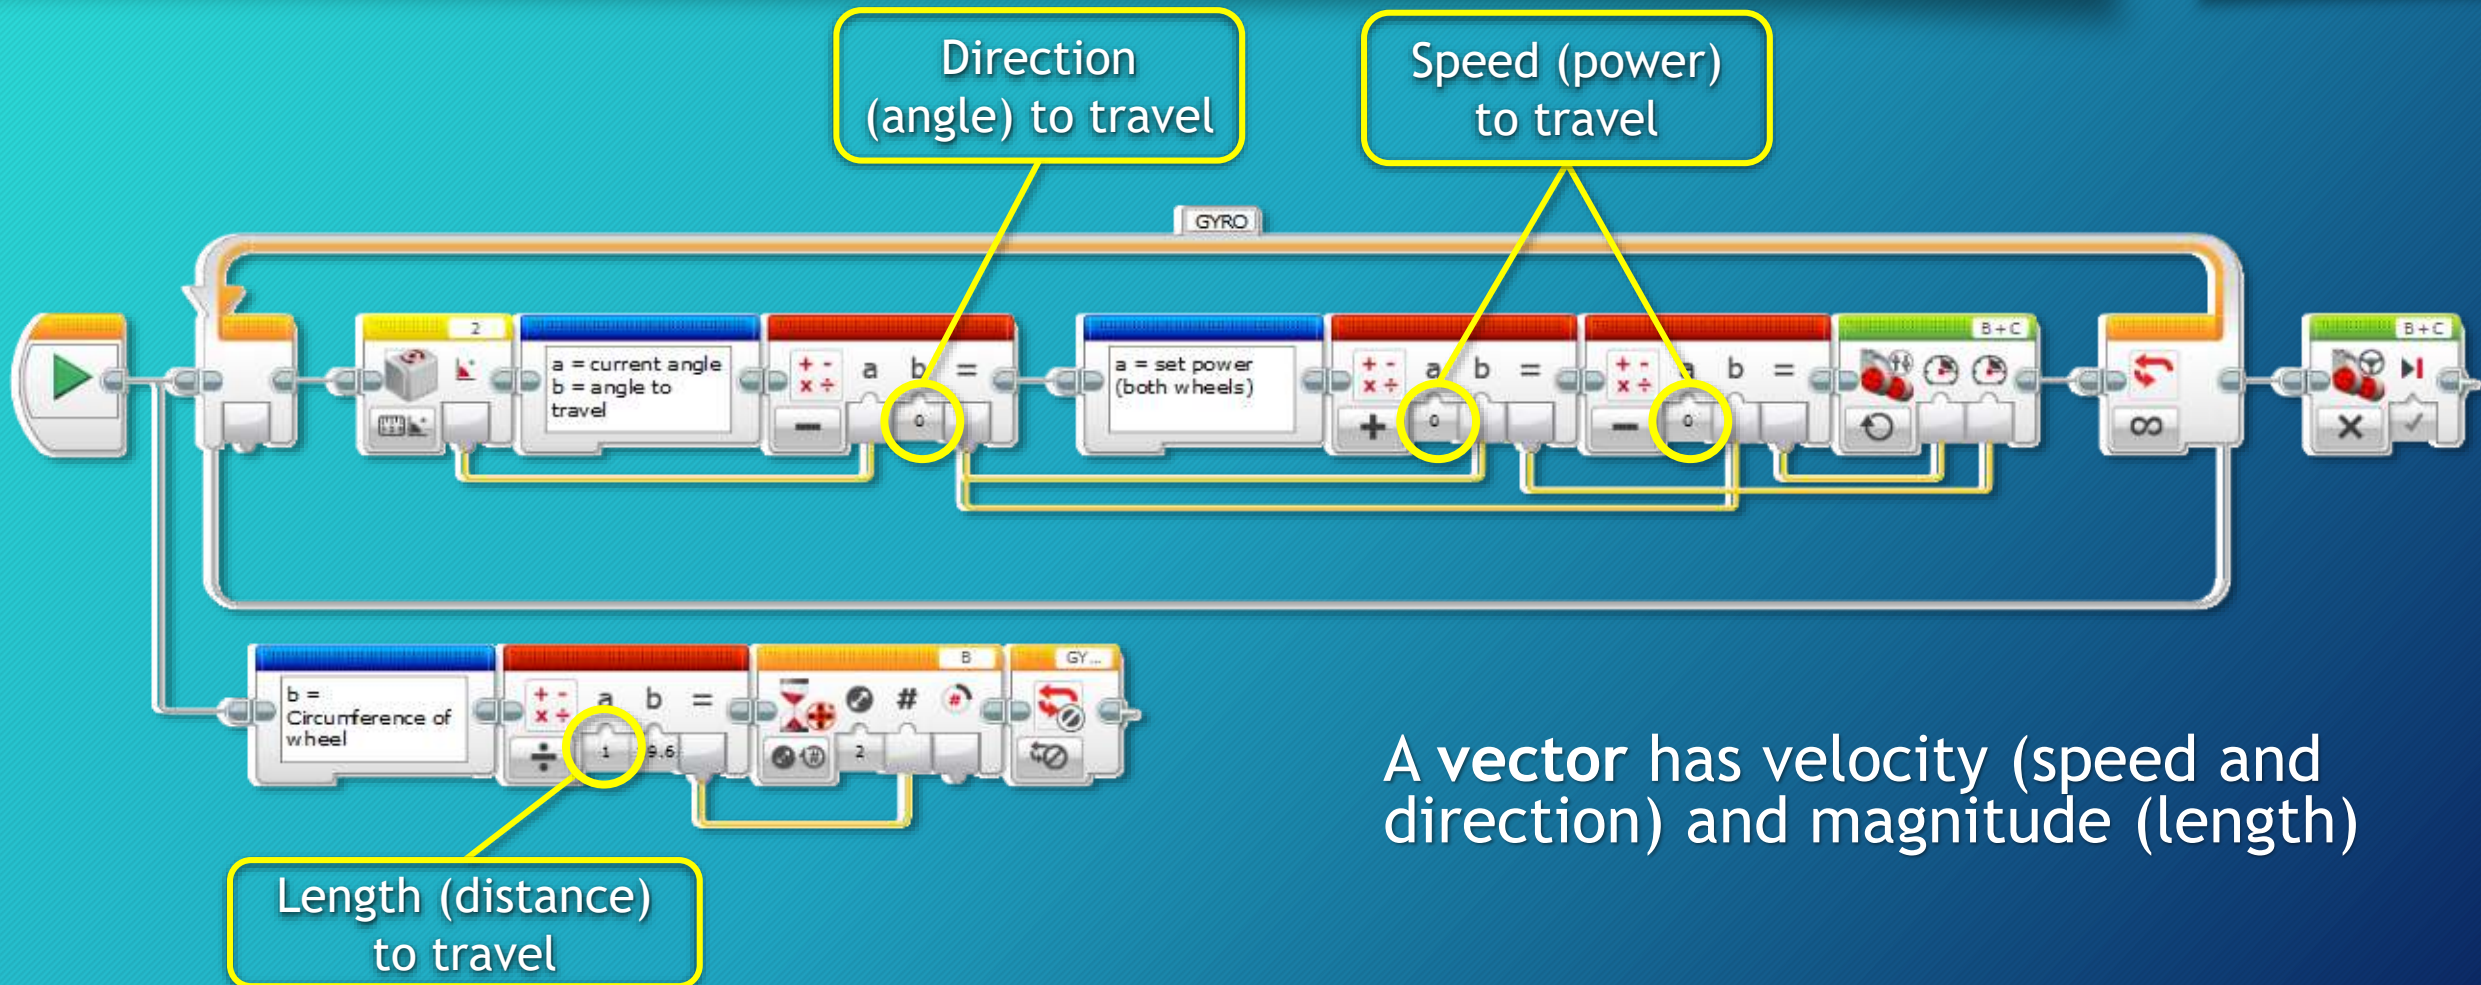 Direction
(angle) to travel
Speed (power)
to travel
GYRO
2
a = current angle
b = angle to
travel
a b =
0
a = set power
(both wheels)
a b =
0
a b =
0
B+C
B+C
b =
Circumference of
wheel
a b =
1 9.6
B
#
2
GY...
Length (distance)
to travel
A vector has velocity (speed and
direction) and magnitude (length)